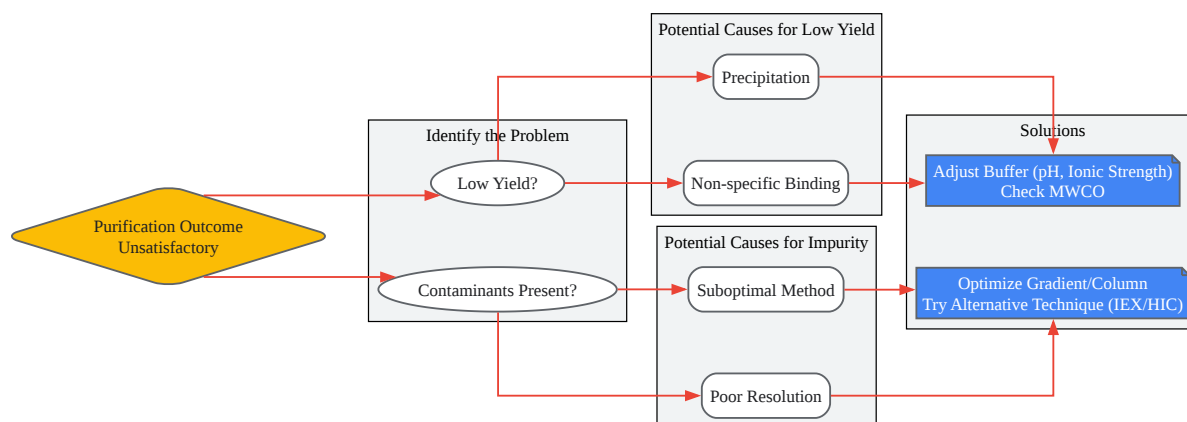 Purification Outcome
Unsatisfactory
Identify the Problem
Low Yield?
Contaminants Present?
Potential Causes for Low Yield
Precipitation
Non-specific Binding
Potential Causes for Impurity
Suboptimal Method
Poor Resolution
Solutions
Adjust Buffer (pH, Ionic Strength)
Check MWCO
Optimize Gradient/Column
Try Alternative Technique (IEX/HIC)